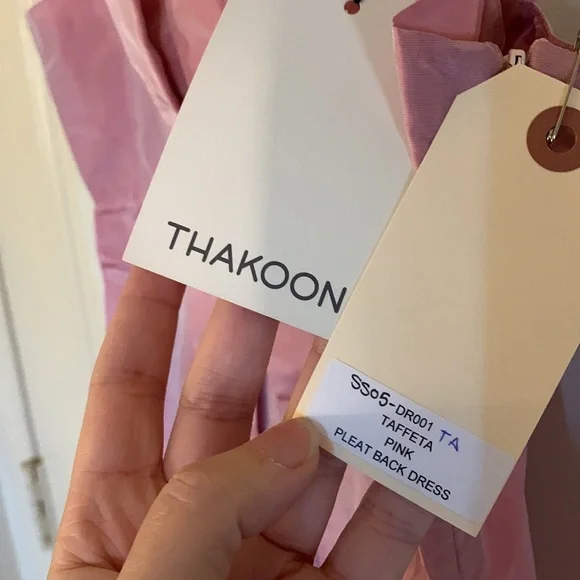 THAKOON
SS05-DR001 TA
TAFFETA
PINK
PLEAT BACK DRESS